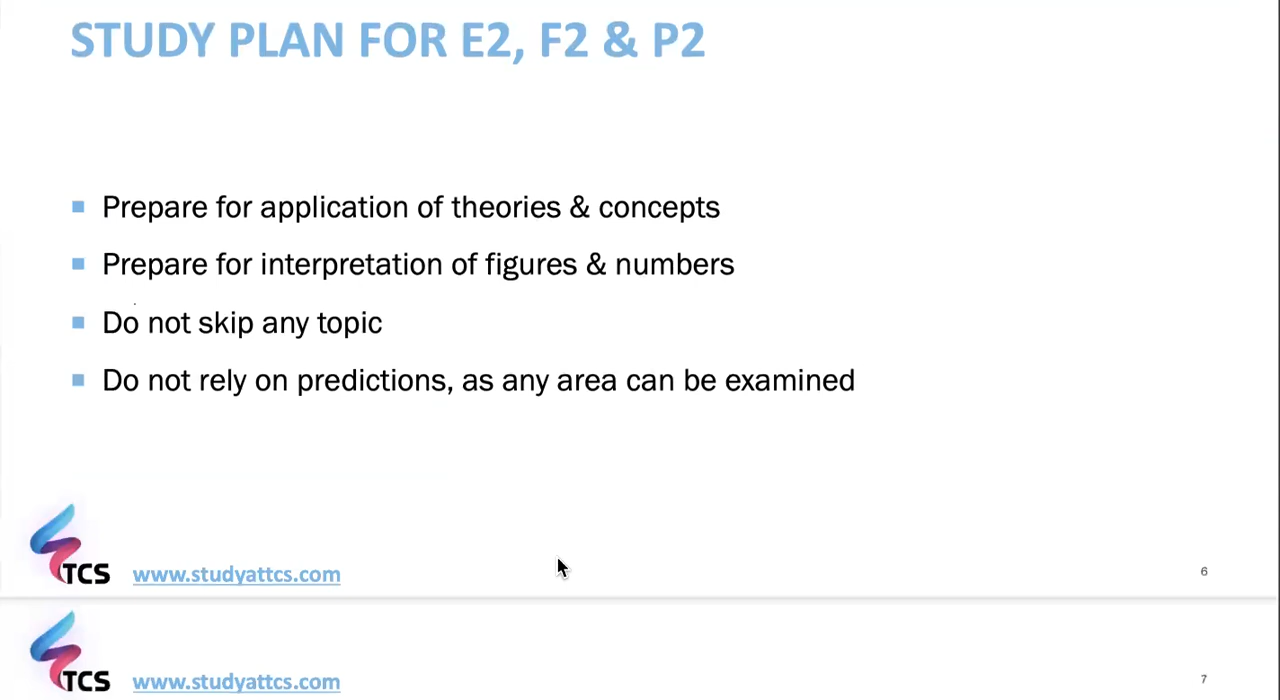 STUDY PLAN FOR E2, F2 & P2
Prepare for application of theories & concepts
Prepare for interpretation of figures & numbers
Do not skip any topic
Do not rely on predictions, as any area can be examined
TCS
www.studyattcs.com
6
TCS
www.studyattcs.com
7